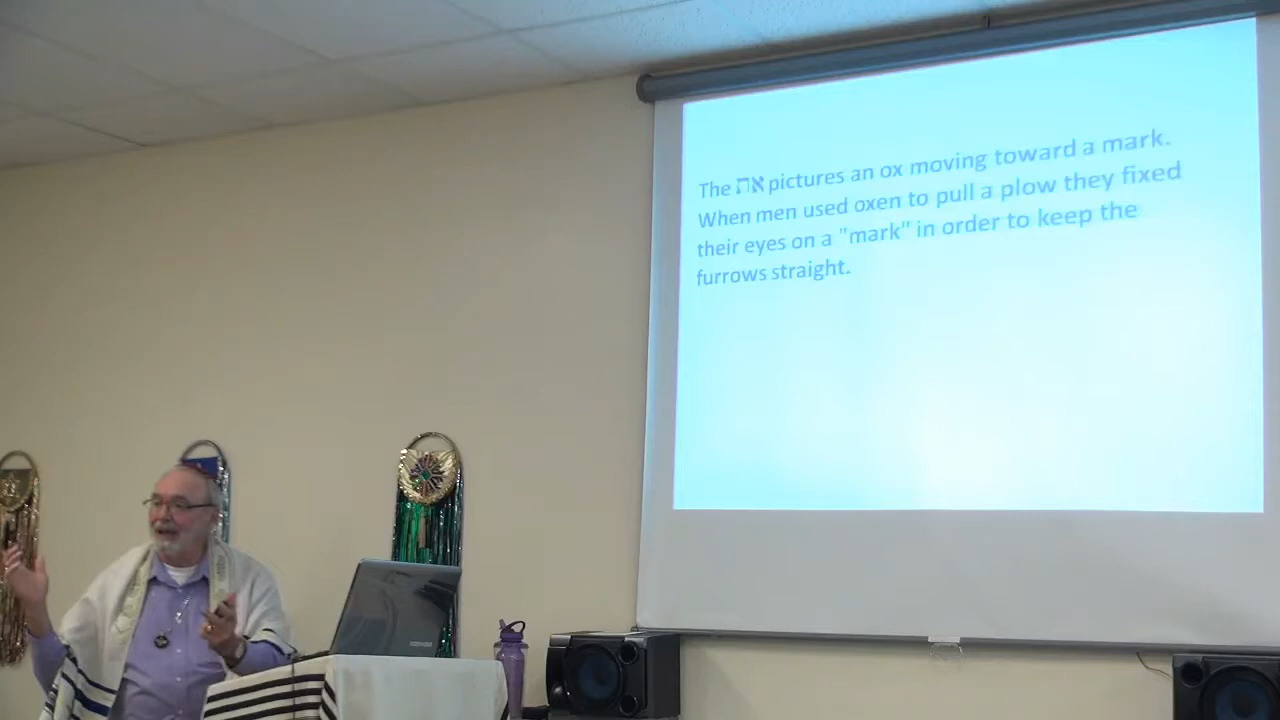 The את pictures an ox moving toward a mark.
When men used oxen to pull a plow they fixed
their eyes on a "mark" in order to keep the
furrows straight.
TOSHIBA